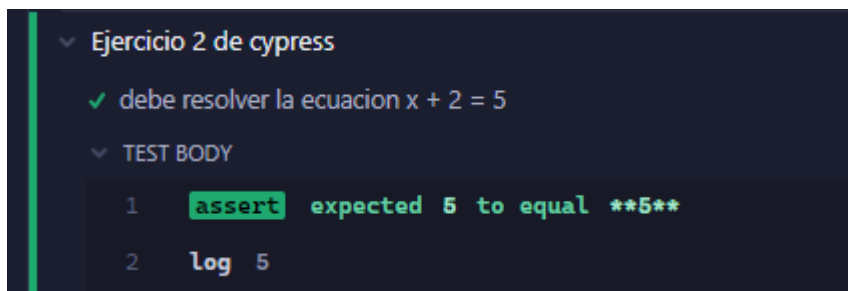 Ejercicio 2 de cypress
debe resolver la ecuacion x + 2 = 5
TEST BODY
1 assert expected 5 to equal **5**
2 log 5